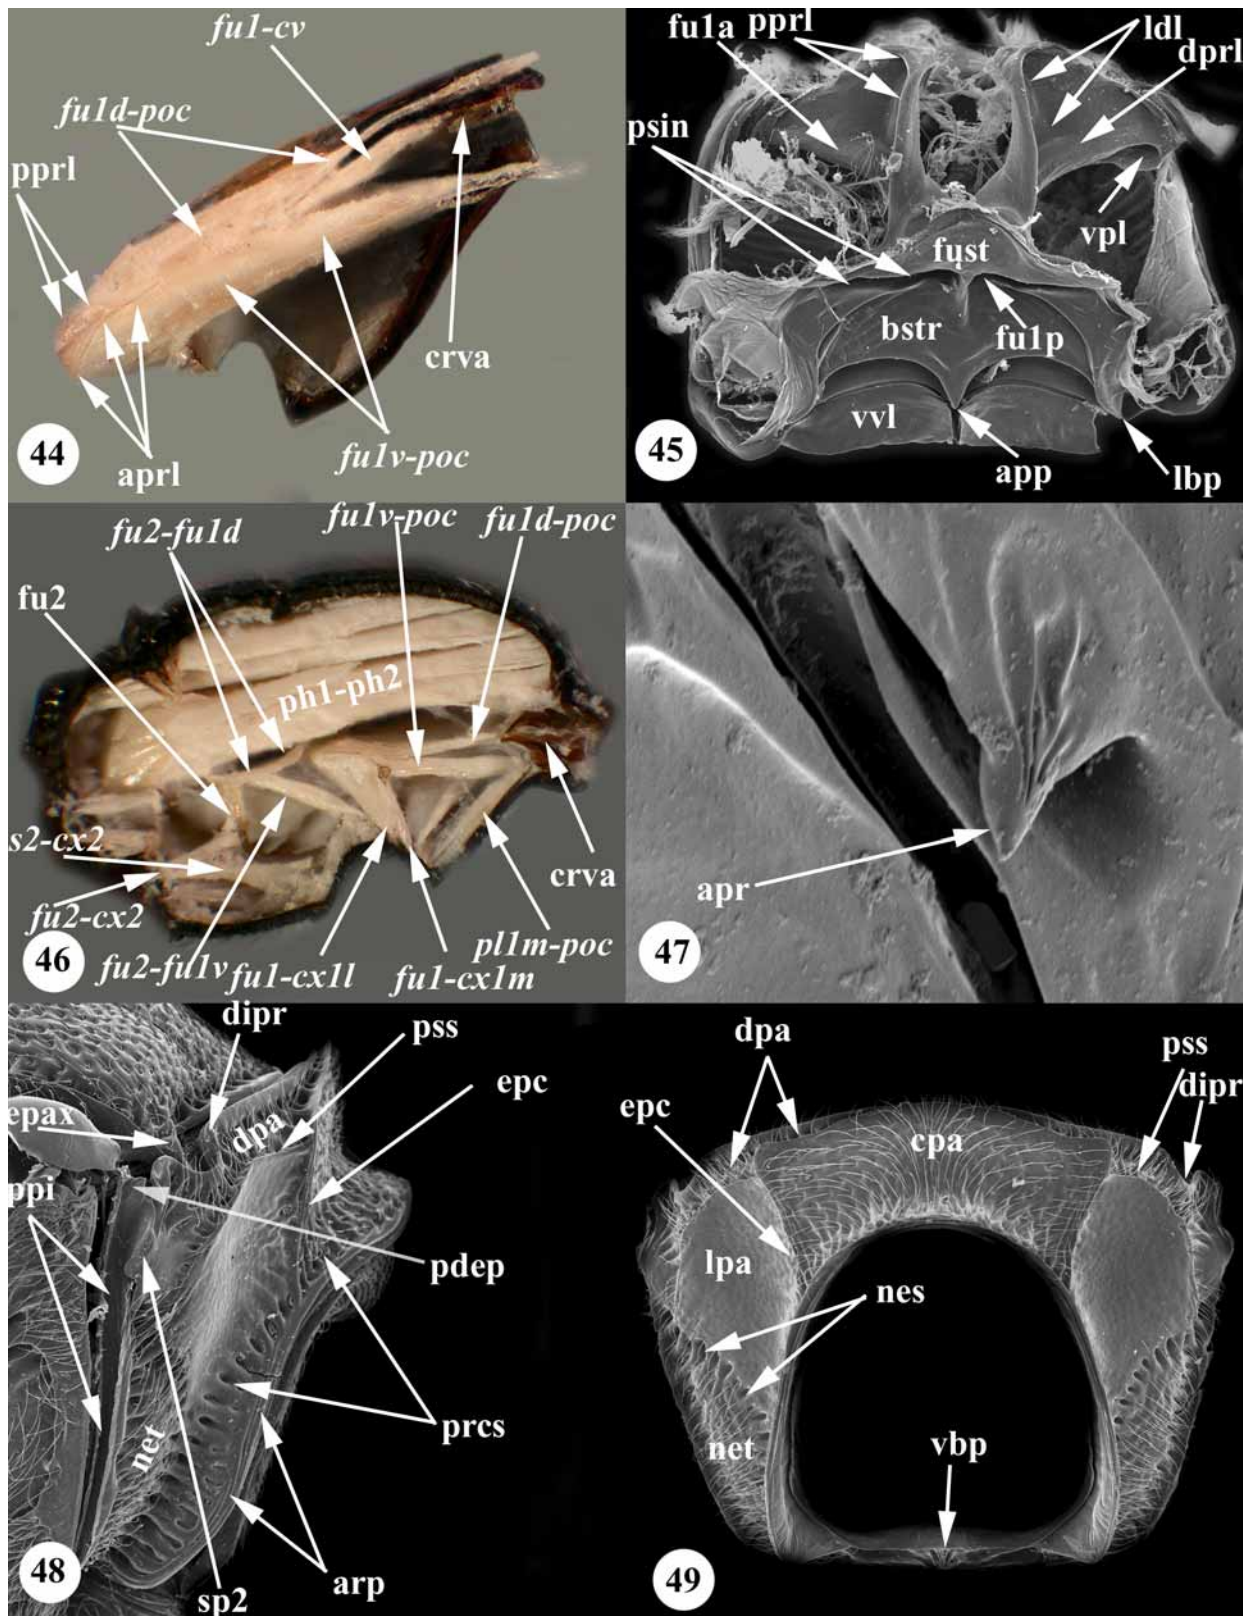 fu1-cv
fu1d-poc
pprl
crva
fu1v-poc
aprl
44
fu1a
pprl
ldl
dprl
psin
vpl
fust
bstr
fu1p
vvl
app
lbp
45
fu1v-poc
fu1d-poc
fu2-fu1d
fu2
ph1-ph2
s2-cx2
fu2-cx2
crva
pl1m-poc
fu2-fu1v
fu1-cx1l
fu1-cx1m
46
apr
47
dipr
pss
epc
epax
dpa
ppi
pdep
net
prcs
arp
sp2
48
dpa
pss
epc
dipr
cpa
lpa
nes
net
vbp
49